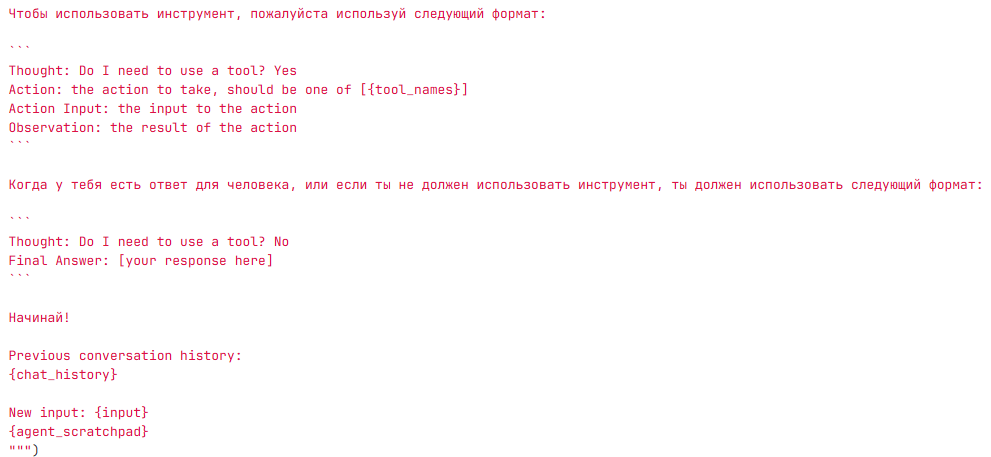 Чтобы использовать инструмент, пожалуйста используй следующий формат:
```
Thought: Do I need to use a tool? Yes
Action: the action to take, should be one of [{tool_names}]
Action Input: the input to the action
Observation: the result of the action
```
Когда у тебя есть ответ для человека, или если ты не должен использовать инструмент, ты должен использовать следующий формат:
```
Thought: Do I need to use a tool? No
Final Answer: [your response here]
```
Начинай!
Previous conversation history:
{chat_history}
New input: {input}
{agent_scratchpad}
""")